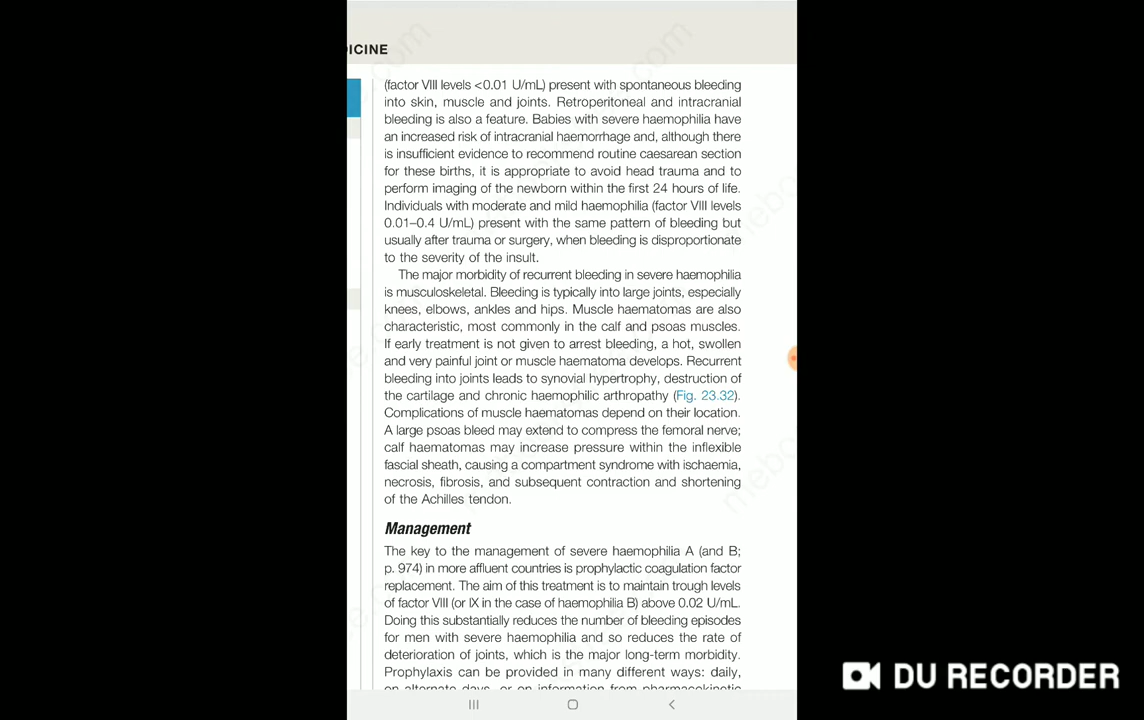 ICINE
(factor VIII levels <0.01 U/mL) present with spontaneous bleeding
into skin, muscle and joints. Retroperitoneal and intracranial
bleeding is also a feature. Babies with severe haemophilia have
an increased risk of intracranial haemorrhage and, although there
is insufficient evidence to recommend routine caesarean section
for these births, it is appropriate to avoid head trauma and to
perform imaging of the newborn within the first 24 hours of life.
Individuals with moderate and mild haemophilia (factor VIII levels
0.01–0.4 U/mL) present with the same pattern of bleeding but
usually after trauma or surgery, when bleeding is disproportionate
to the severity of the insult.
The major morbidity of recurrent bleeding in severe haemophilia
is musculoskeletal. Bleeding is typically into large joints, especially
knees, elbows, ankles and hips. Muscle haematomas are also
characteristic, most commonly in the calf and psoas muscles.
If early treatment is not given to arrest bleeding, a hot, swollen
and very painful joint or muscle haematoma develops. Recurrent
bleeding into joints leads to synovial hypertrophy, destruction of
the cartilage and chronic haemophilic arthropathy (Fig. 23.32).
Complications of muscle haematomas depend on their location.
A large psoas bleed may extend to compress the femoral nerve;
calf haematomas may increase pressure within the inflexible
fascial sheath, causing a compartment syndrome with ischaemia,
necrosis, fibrosis, and subsequent contraction and shortening
of the Achilles tendon.
Management
The key to the management of severe haemophilia A (and B;
p. 974) in more affluent countries is prophylactic coagulation factor
replacement. The aim of this treatment is to maintain trough levels
of factor VIII (or IX in the case of haemophilia B) above 0.02 U/mL.
Doing this substantially reduces the number of bleeding episodes
for men with severe haemophilia and so reduces the rate of
deterioration of joints, which is the major long-term morbidity.
Prophylaxis can be provided in many different ways: daily,
on alternate days, or on information from pharmacokinetic
DU RECORDER